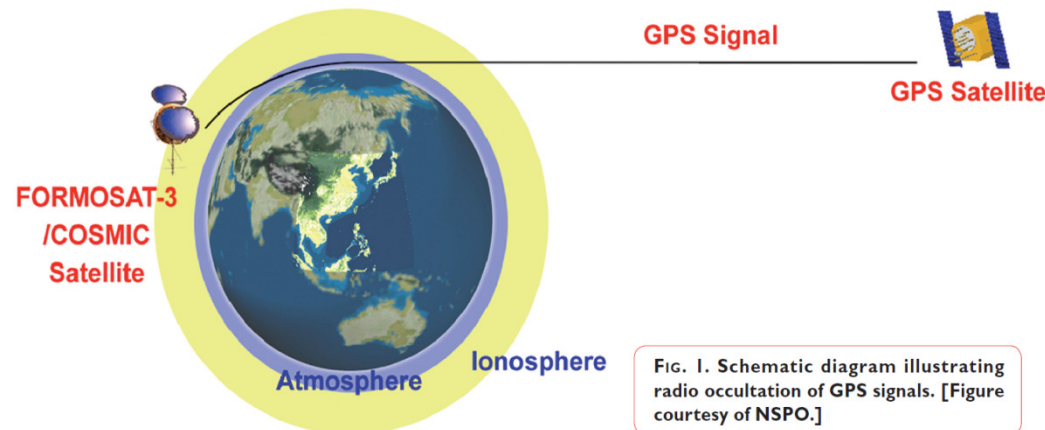 GPS Signal
GPS Satellite
FORMOSAT-3
/COSMIC
Satellite
Ionosphere
Atmosphere
FIG. 1. Schematic diagram illustrating
radio occultation of GPS signals. [Figure
courtesy of NSPO.]